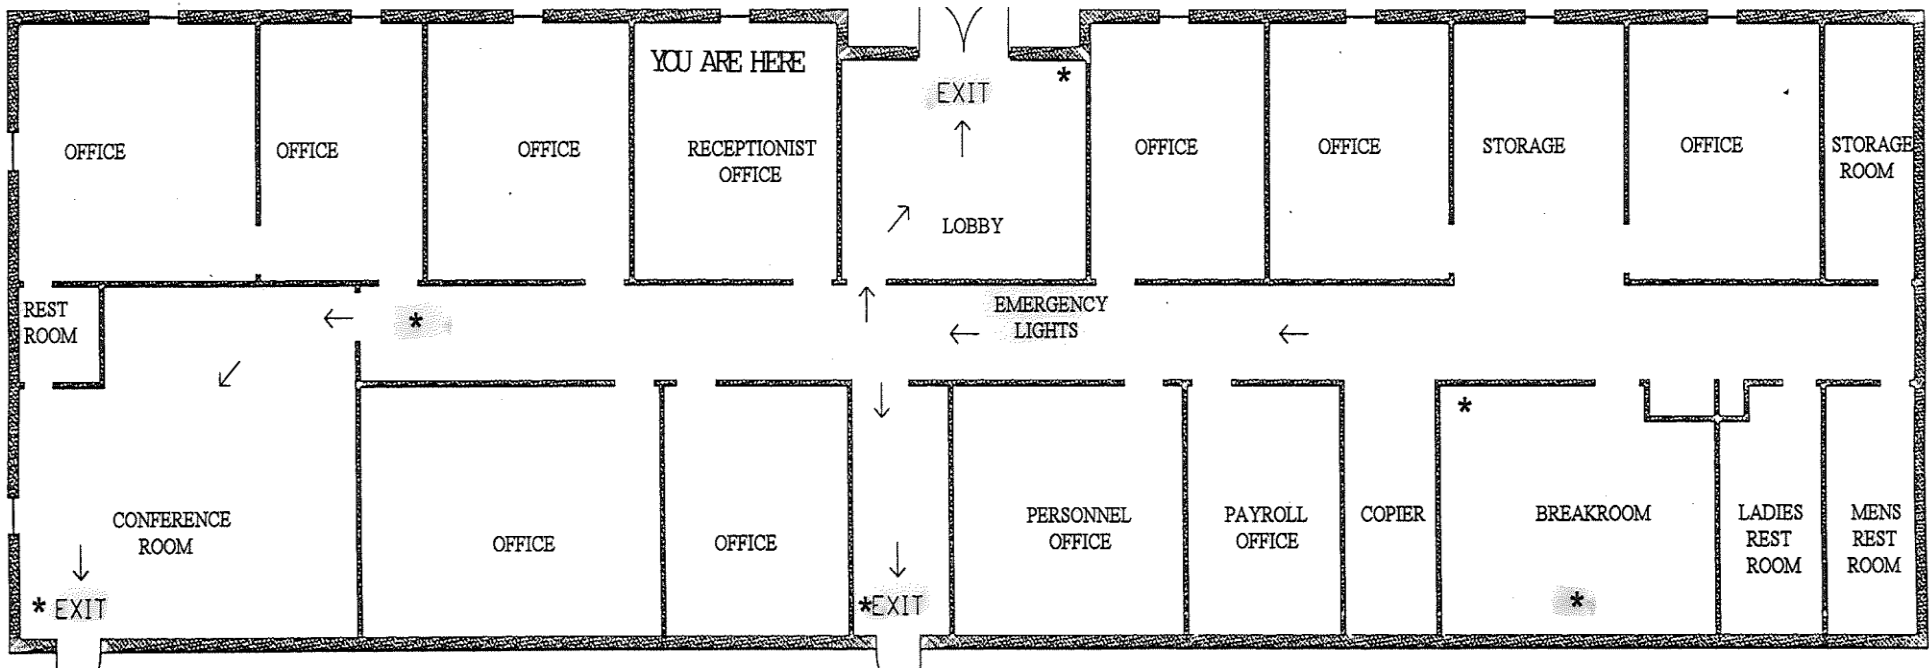 YOU ARE HERE
EXIT
*
OFFICE
OFFICE
OFFICE
RECEPTIONIST
OFFICE
LOBBY
OFFICE
OFFICE
STORAGE
OFFICE
STORAGE
ROOM
REST
ROOM
*
EMERGENCY
LIGHTS
*
CONFERENCE
ROOM
OFFICE
OFFICE
PERSONNEL
OFFICE
PAYROLL
OFFICE
COPIER
BREAKROOM
LADIES
REST
ROOM
MENS
REST
ROOM
* EXIT
*EXIT
*